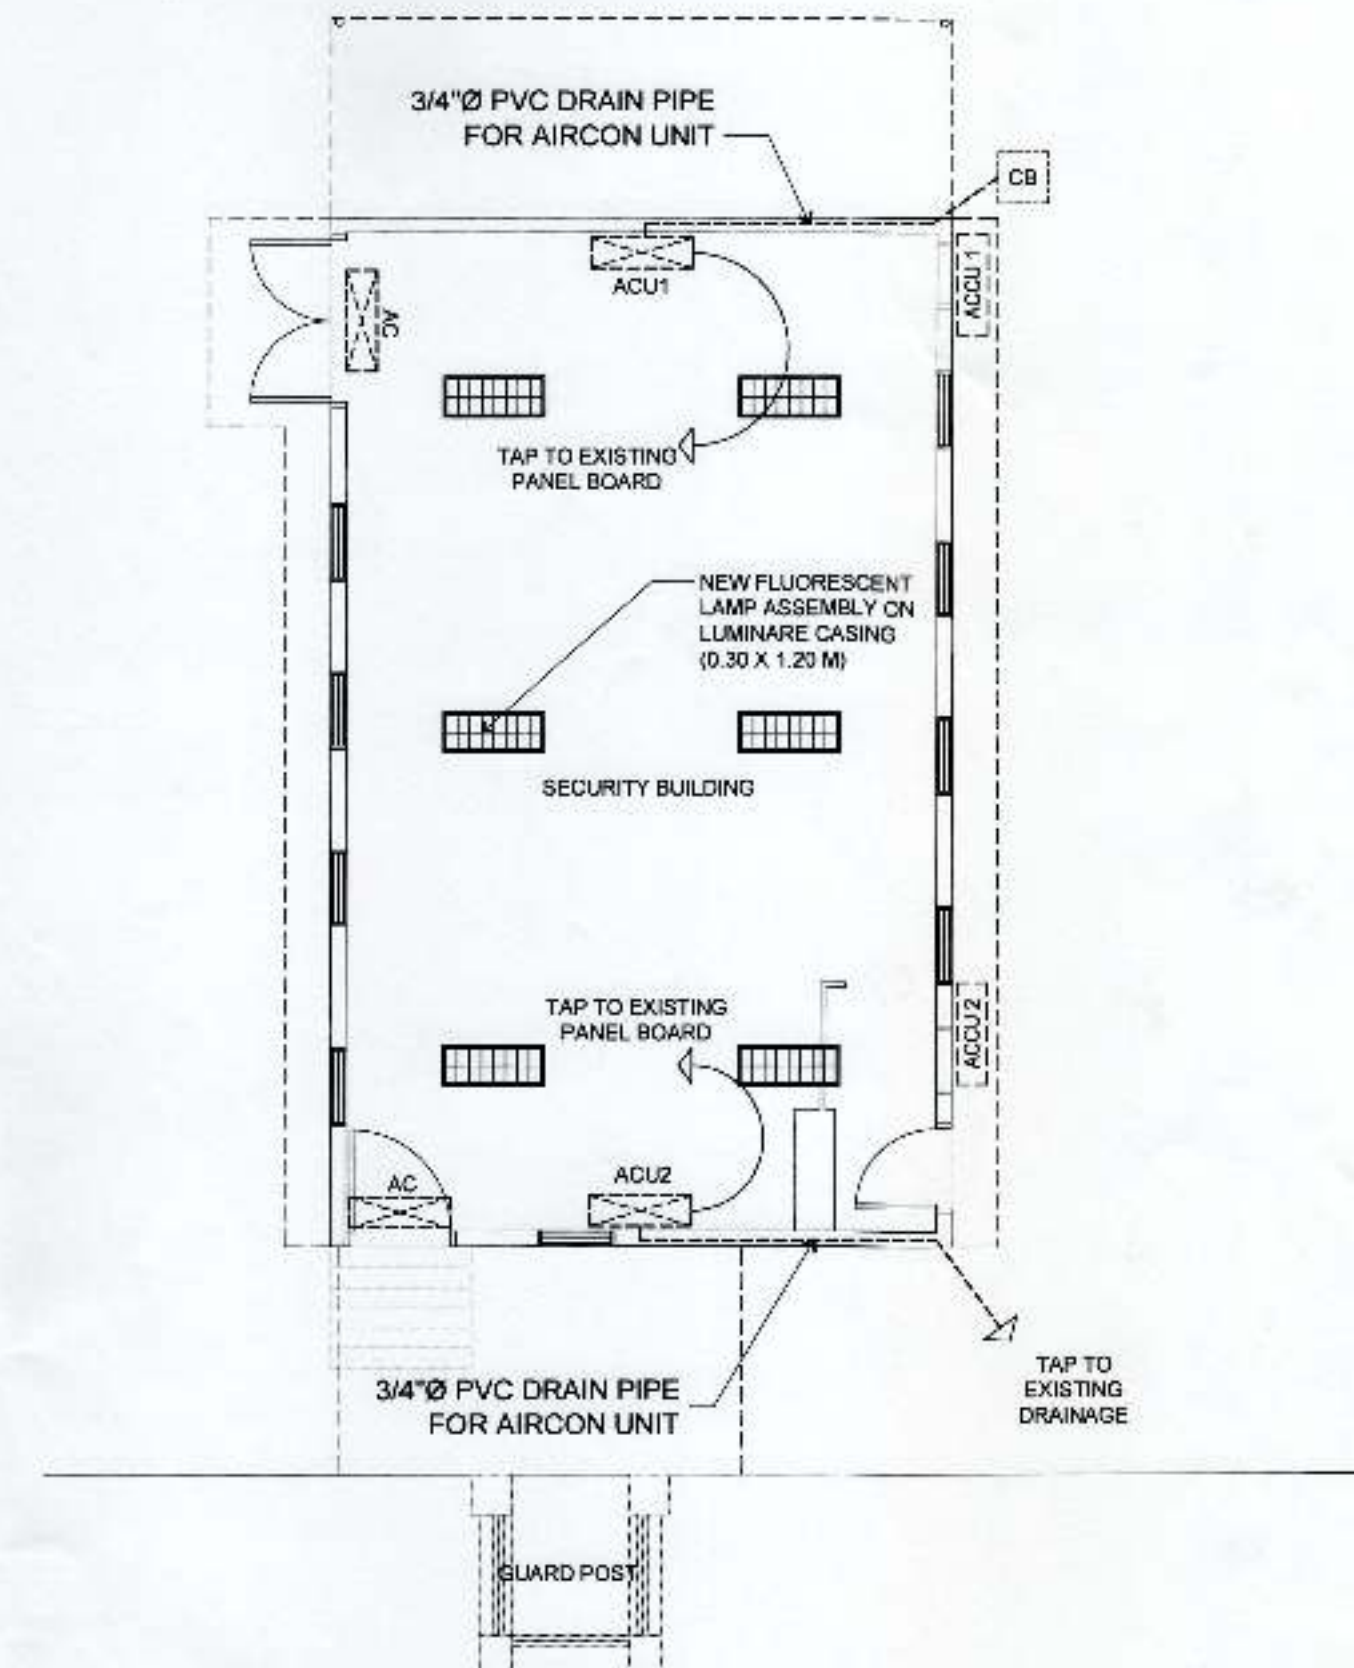 3/4"Ø PVC DRAIN PIPE
FOR AIRCON UNIT
CB
ACCU 1
ACU1
AC
TAP TO EXISTING
PANEL BOARD
NEW FLUORESCENT
LAMP ASSEMBLY ON
LUMINARE CASING
(0.30 X 1.20 M)
SECURITY BUILDING
TAP TO EXISTING
PANEL BOARD
ACCU 2
AC
ACU2
3/4"Ø PVC DRAIN PIPE
FOR AIRCON UNIT
TAP TO
EXISTING
DRAINAGE
GUARD POST